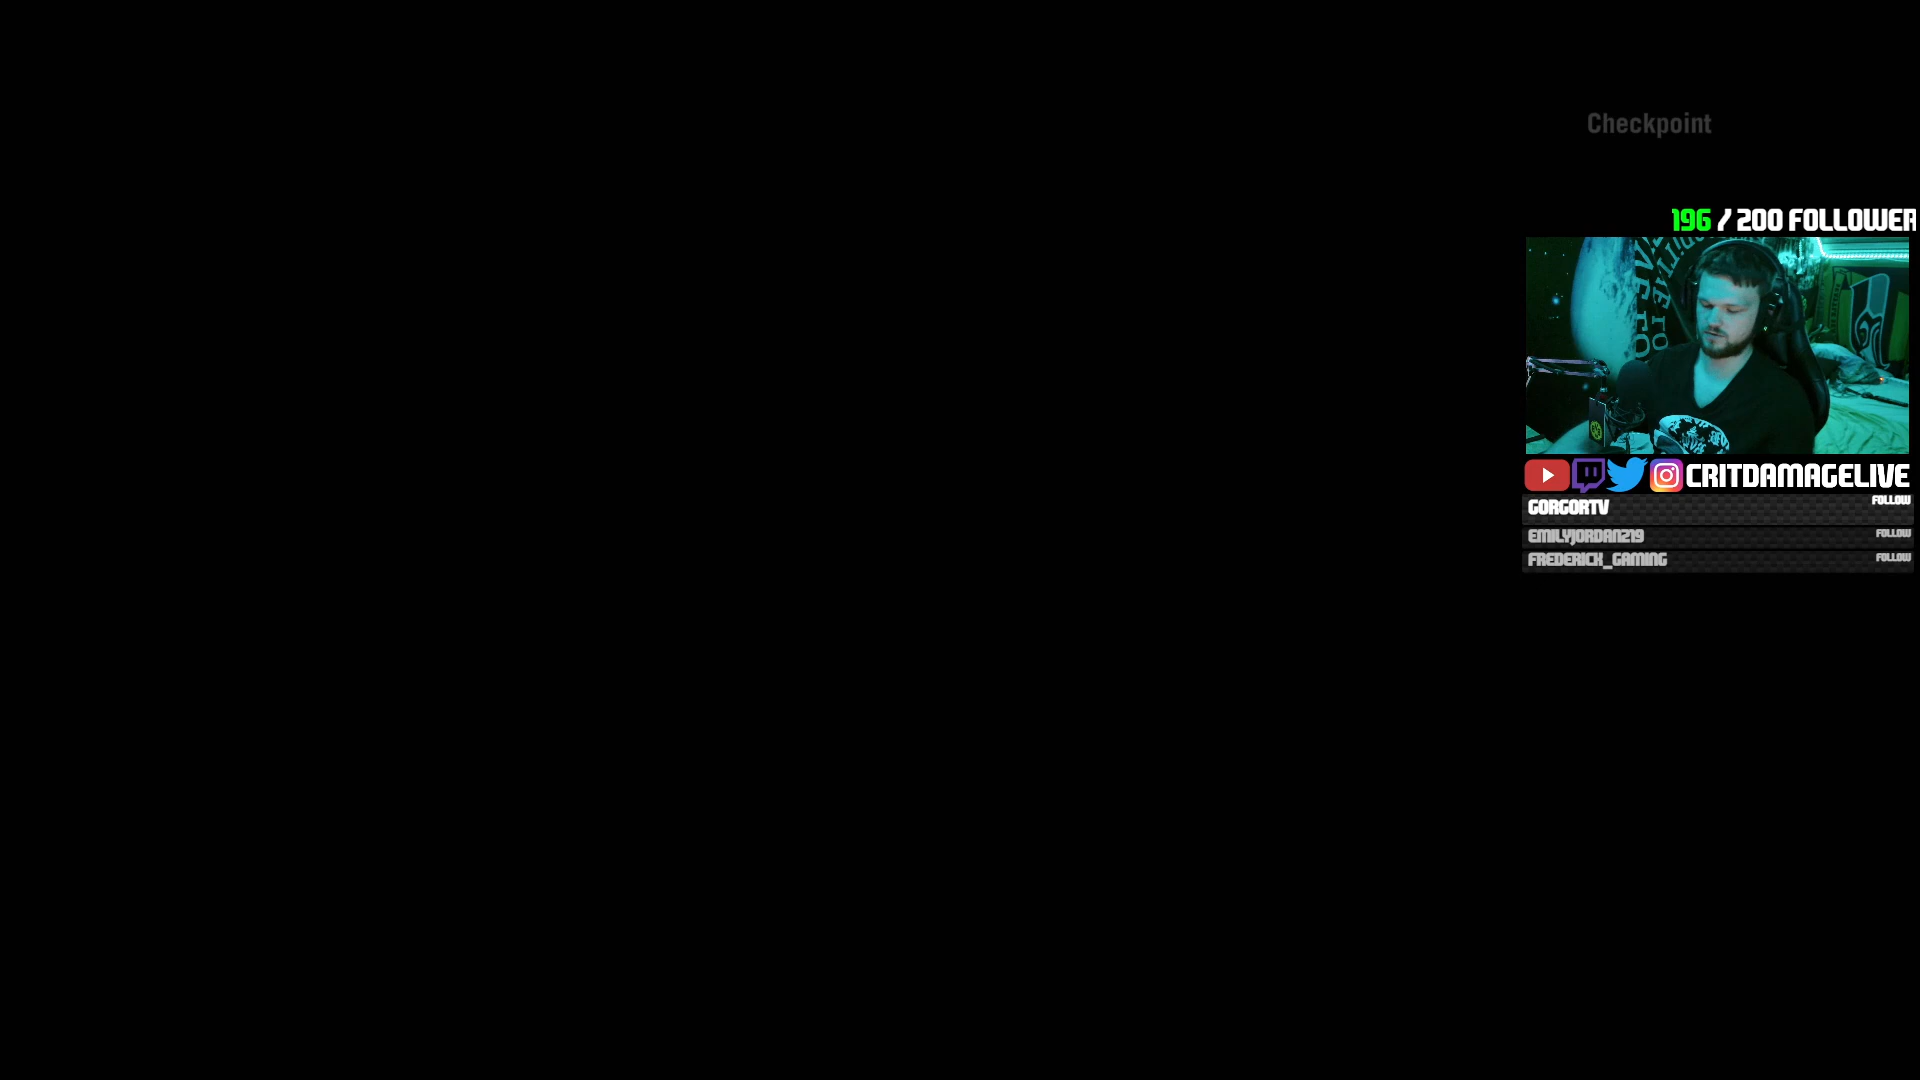 Checkpoint
196 / 200 FOLLOWER
CRITDAMAGELIVE
GORGORTV FOLLOW
EMILYJORDAN219 FOLLOW
FREDERICK_GAMING FOLLOW